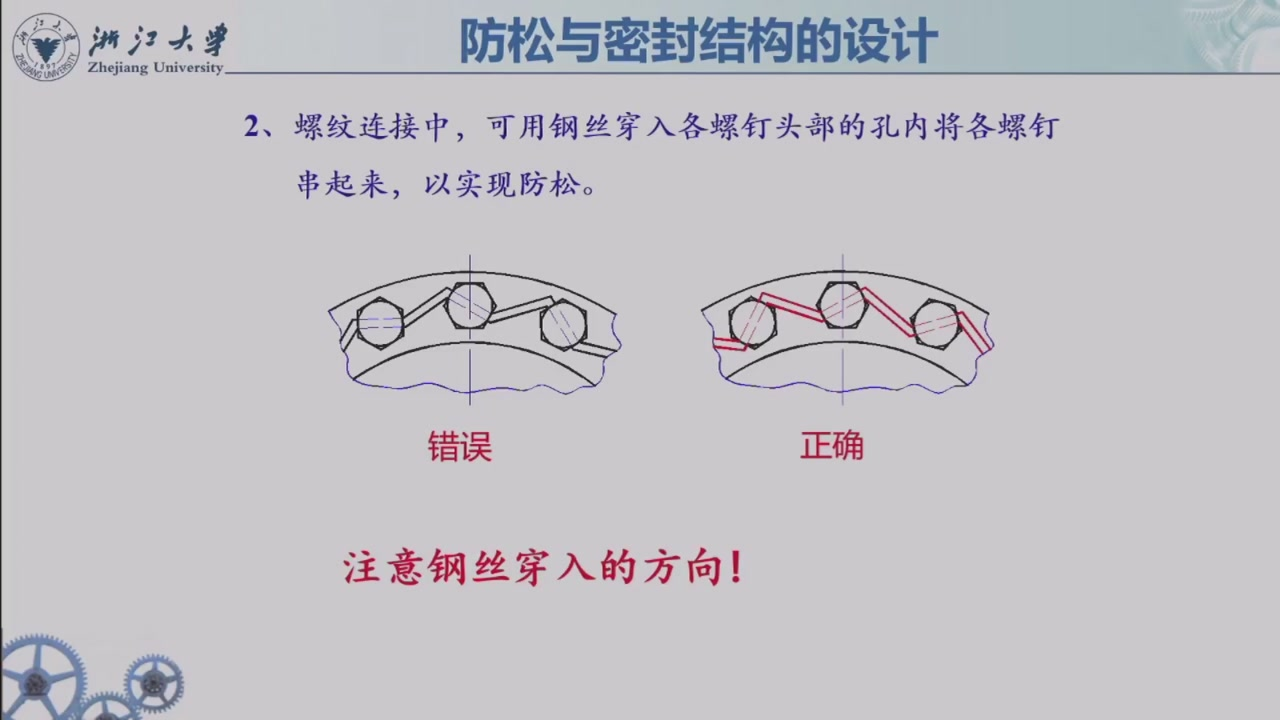 浙江大学
Zhejiang University
防松与密封结构的设计
2、螺纹连接中，可用钢丝穿入各螺钉头部的孔内将各螺钉
串起来，以实现防松。
错误
正确
注意钢丝穿入的方向！